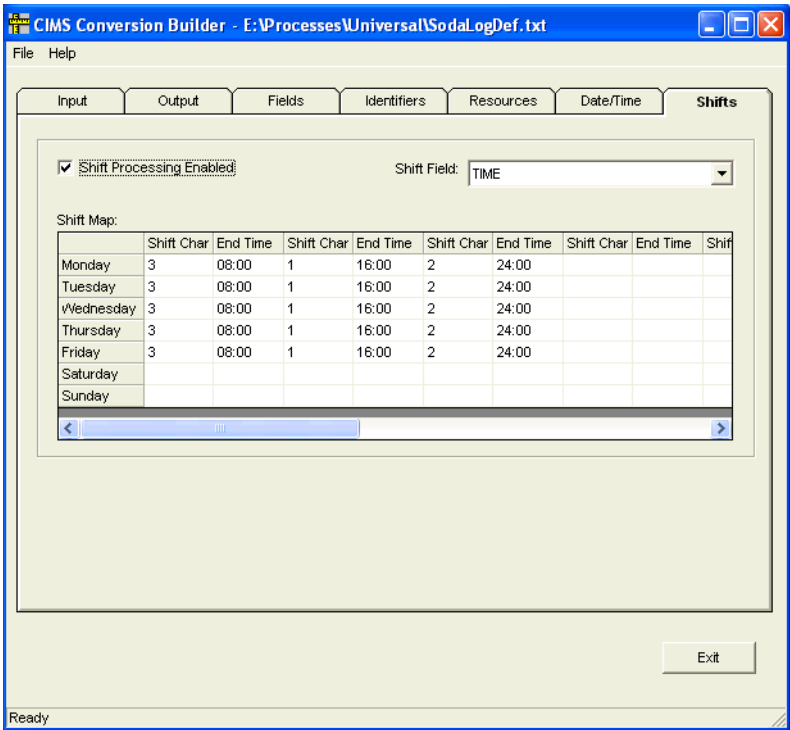 CIMS Conversion Builder - E:\Processes\Universal\SodaLogDef.txt
File Help
Input Output Fields Identifiers Resources Date/Time Shifts
Shift Processing Enabled Shift Field: TIME
Shift Map:
Shift Char End Time Shift Char End Time Shift Char End Time Shift Char End Time Shif
Monday 3 08:00 1 16:00 2 24:00
Tuesday 3 08:00 1 16:00 2 24:00
Wednesday 3 08:00 1 16:00 2 24:00
Thursday 3 08:00 1 16:00 2 24:00
Friday 3 08:00 1 16:00 2 24:00
Saturday
Sunday
Exit
Ready